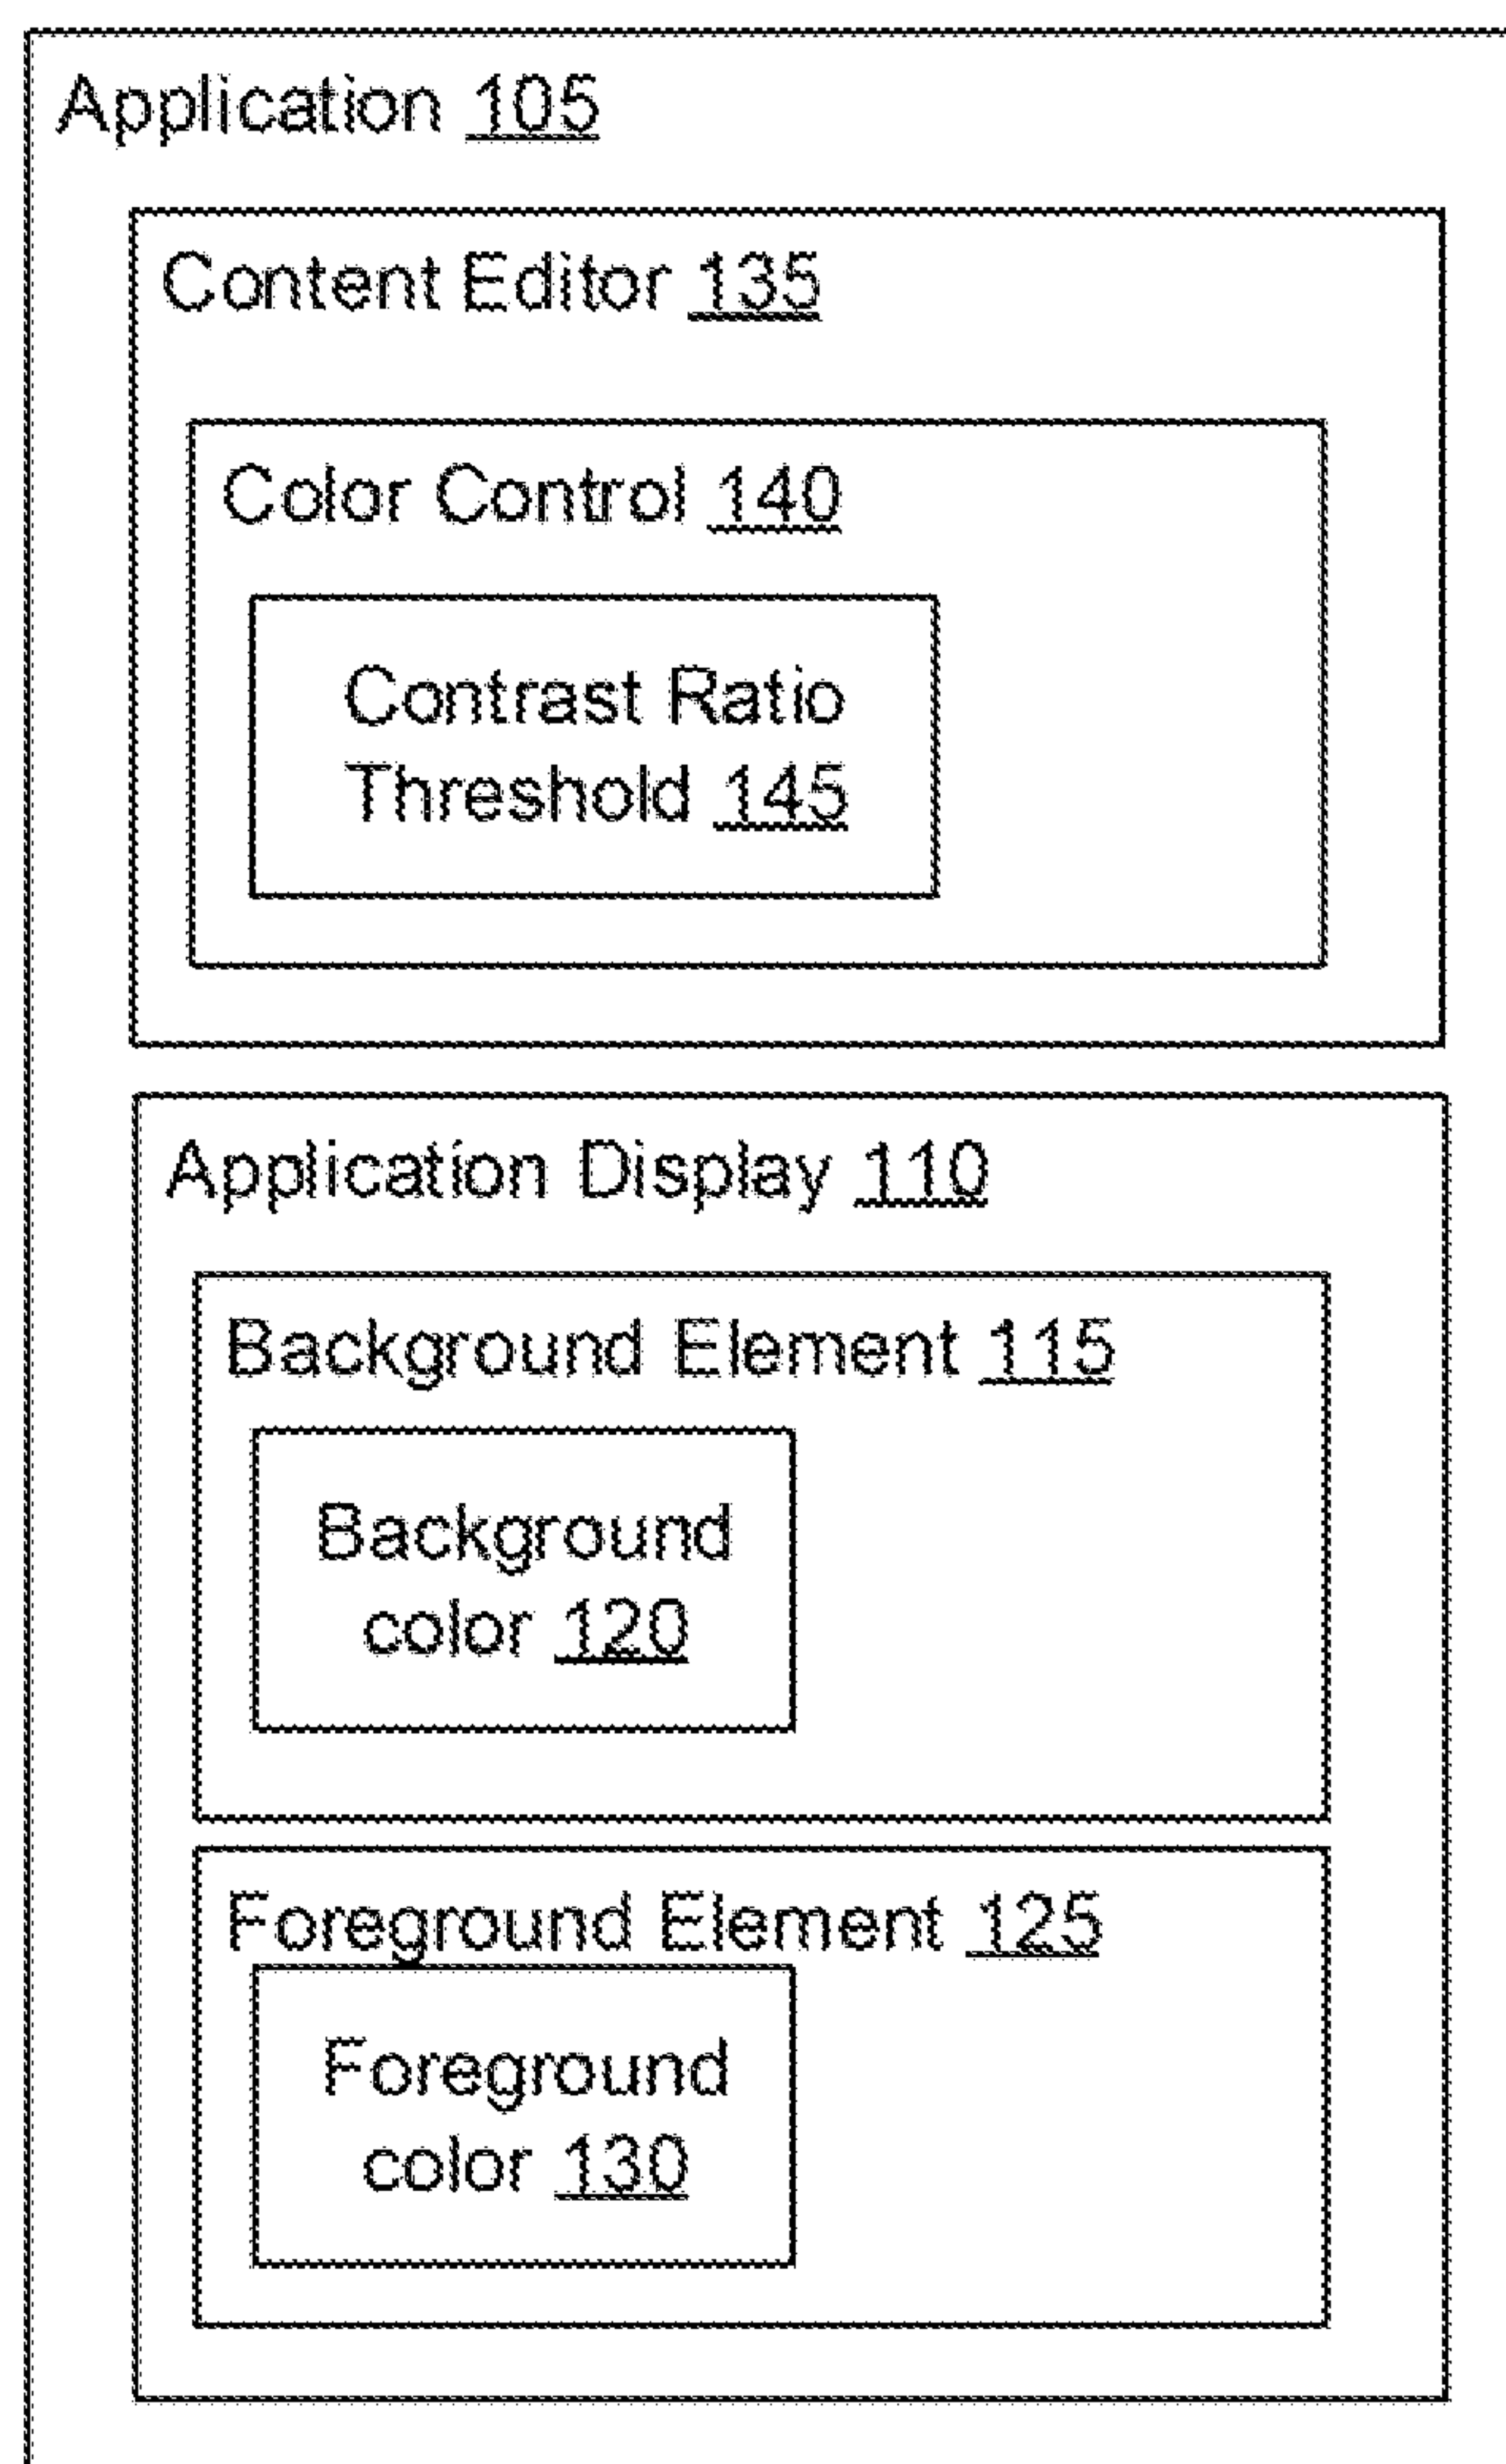 Application 105
Content Editor 135
Color Control 140
Contrast Ratio
Threshold 145
Application Display 110
Background Element 115
Background
color 120
Foreground Element 125
Foreground
color 130